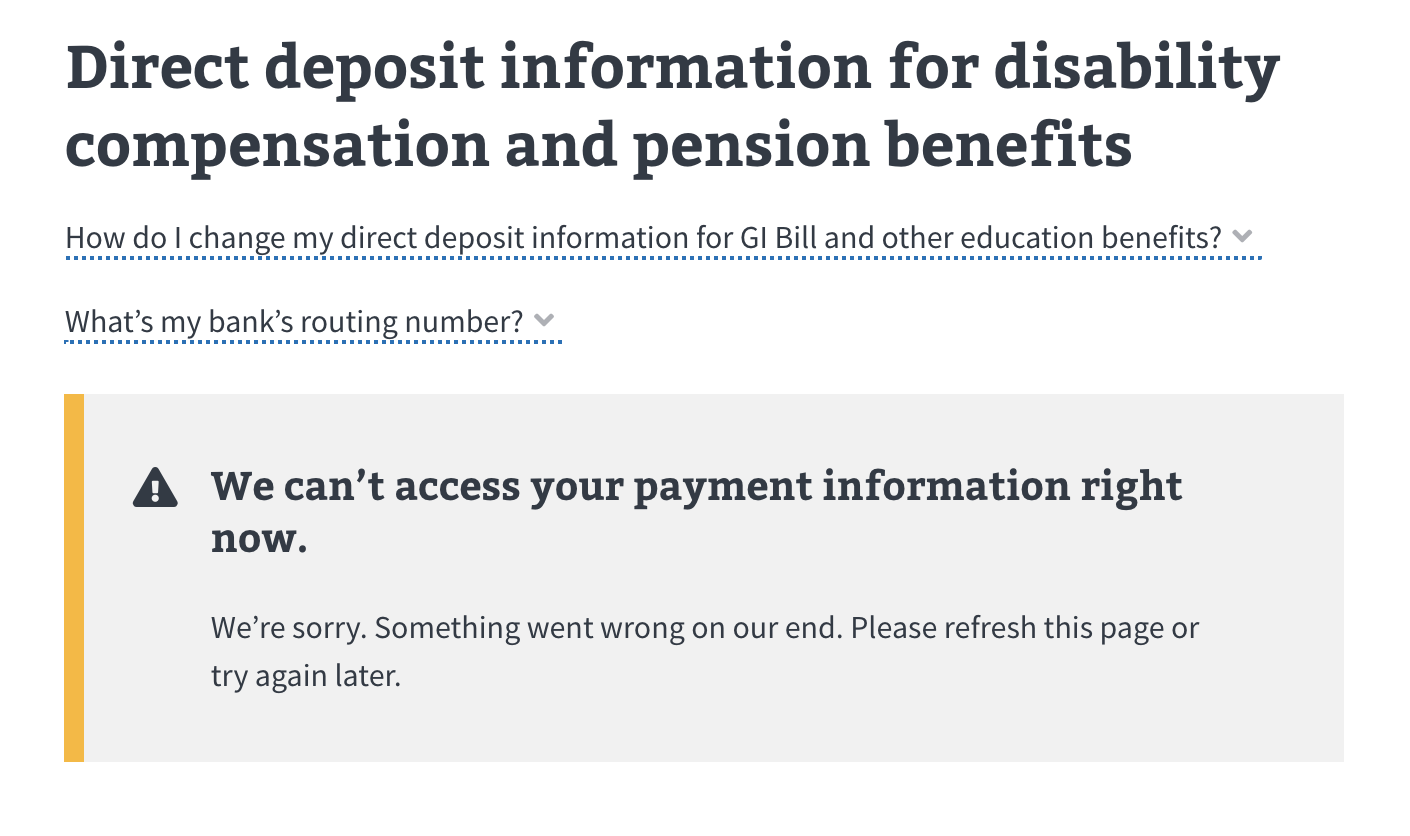 Direct deposit information for disability
compensation and pension benefits
How do I change my direct deposit information for GI Bill and other education benefits?
What’s my bank’s routing number?
We can’t access your payment information right
now.
We’re sorry. Something went wrong on our end. Please refresh this page or
try again later.